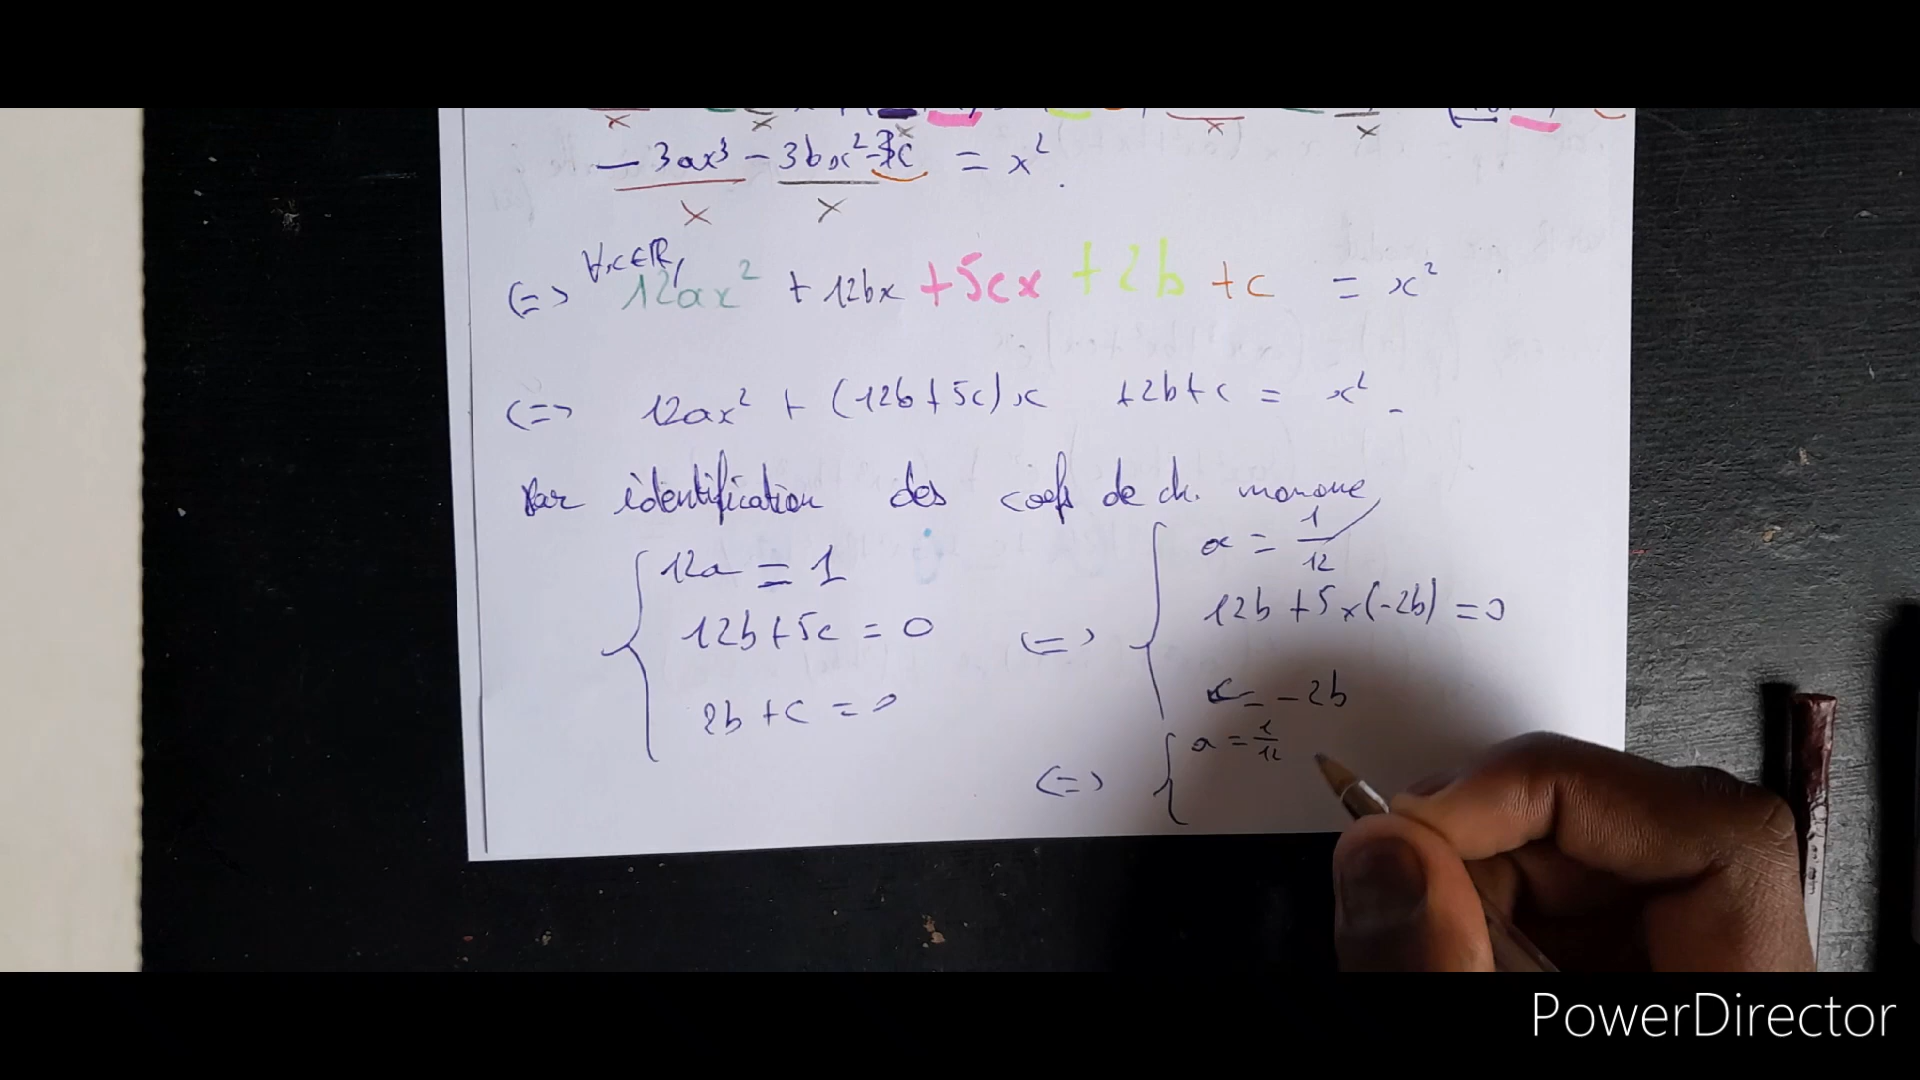 - 3ax³ - 3bx² - 3c = x².
∀x∈ℝ,
(=> 12ax² + 12bx +5cx +2b +c = x²
<=> 12ax² + (12b+5c)x +2b+c = x².
Par identification des coefs de ch. monome,
12a = 1
12b+5c = 0
2b+c = 0
<=>
a = 1/12
12b +5x(-2b) = 0
c = -2b
<=> a = 1/12
PowerDirector